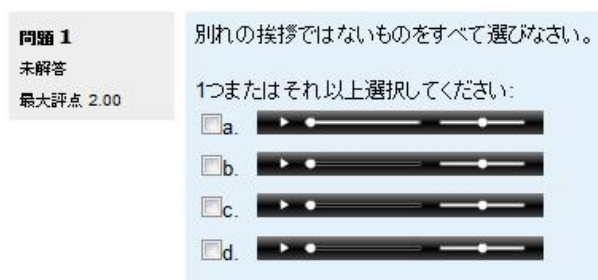 問題 1
未解答
最大評点 2.00
別れの挨拶ではないものをすべて選びなさい。
1つまたはそれ以上選択してください:
a.
b.
c.
d.